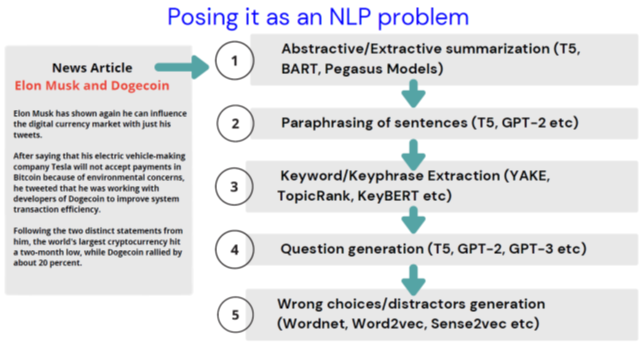 Posing it as an NLP problem
News Article
Elon Musk and Dogecoin
Elon Musk has shown again he can influence
the digital currency market with just his
tweets.
After saying that his electric vehicle-making
company Tesla will not accept payments in
Bitcoin because of environmental concerns,
he tweeted that he was working with
developers of Dogecoin to improve system
transaction efficiency.
Following the two distinct statements from
him, the world's largest cryptocurrency hit
a two-month low, while Dogecoin rallied by
about 20 percent.
1
Abstractive/Extractive summarization (T5,
BART, Pegasus Models)
2
Paraphrasing of sentences (T5, GPT-2 etc)
3
Keyword/Keyphrase Extraction (YAKE,
TopicRank, KeyBERT etc)
4
Question generation (T5, GPT-2, GPT-3 etc)
5
Wrong choices/distractors generation
(Wordnet, Word2vec, Sense2vec etc)